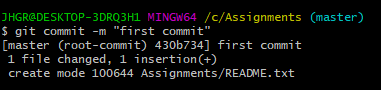 JHGR@DESKTOP-3DRQ3H1 MINGW64 /c/Assignments (master)
$ git commit -m "first commit"
[master (root-commit) 430b734] first commit
 1 file changed, 1 insertion(+)
 create mode 100644 Assignments/README.txt